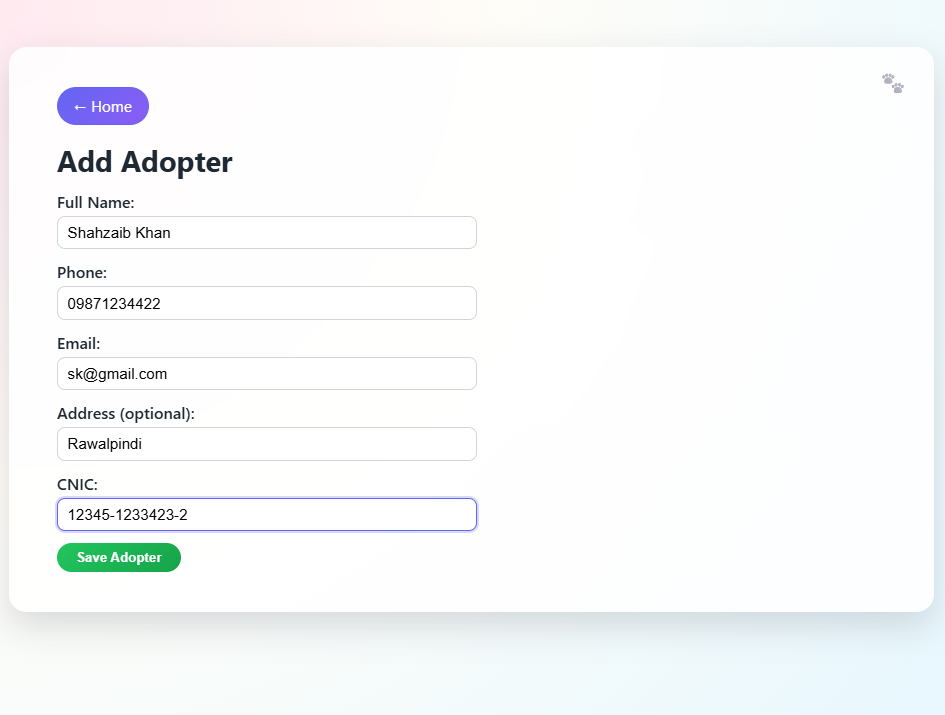 ← Home
Add Adopter
Full Name:
Shahzaib Khan
Phone:
09871234422
Email:
sk@gmail.com
Address (optional):
Rawalpindi
CNIC:
12345-1233423-2
Save Adopter